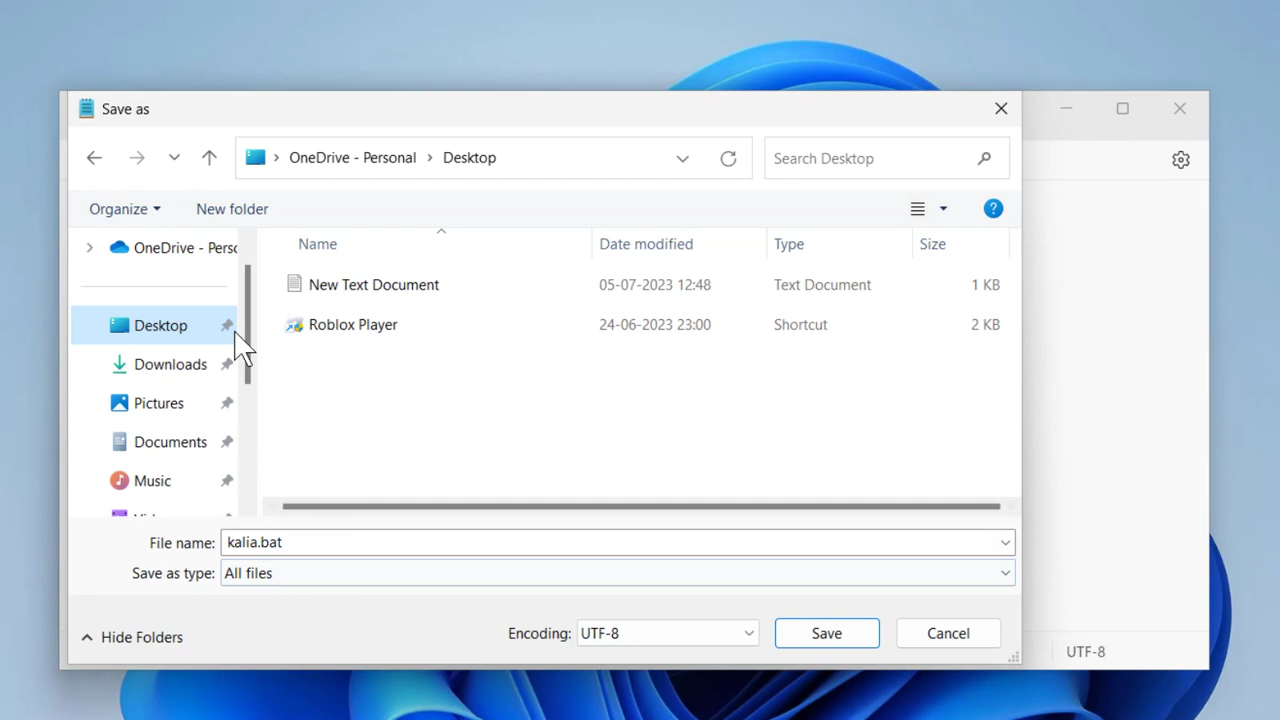 Save as
OneDrive - Personal > Desktop
Search Desktop
Organize
New folder
?
OneDrive - Persc
Name
Date modified
Type
Size
New Text Document
05-07-2023 12:48
Text Document
1 KB
Desktop
Roblox Player
24-06-2023 23:00
Shortcut
2 KB
Downloads
Pictures
Documents
Music
File name:
kalia.bat
Save as type:
All files
Hide Folders
Encoding:
UTF-8
Save
Cancel
UTF-8